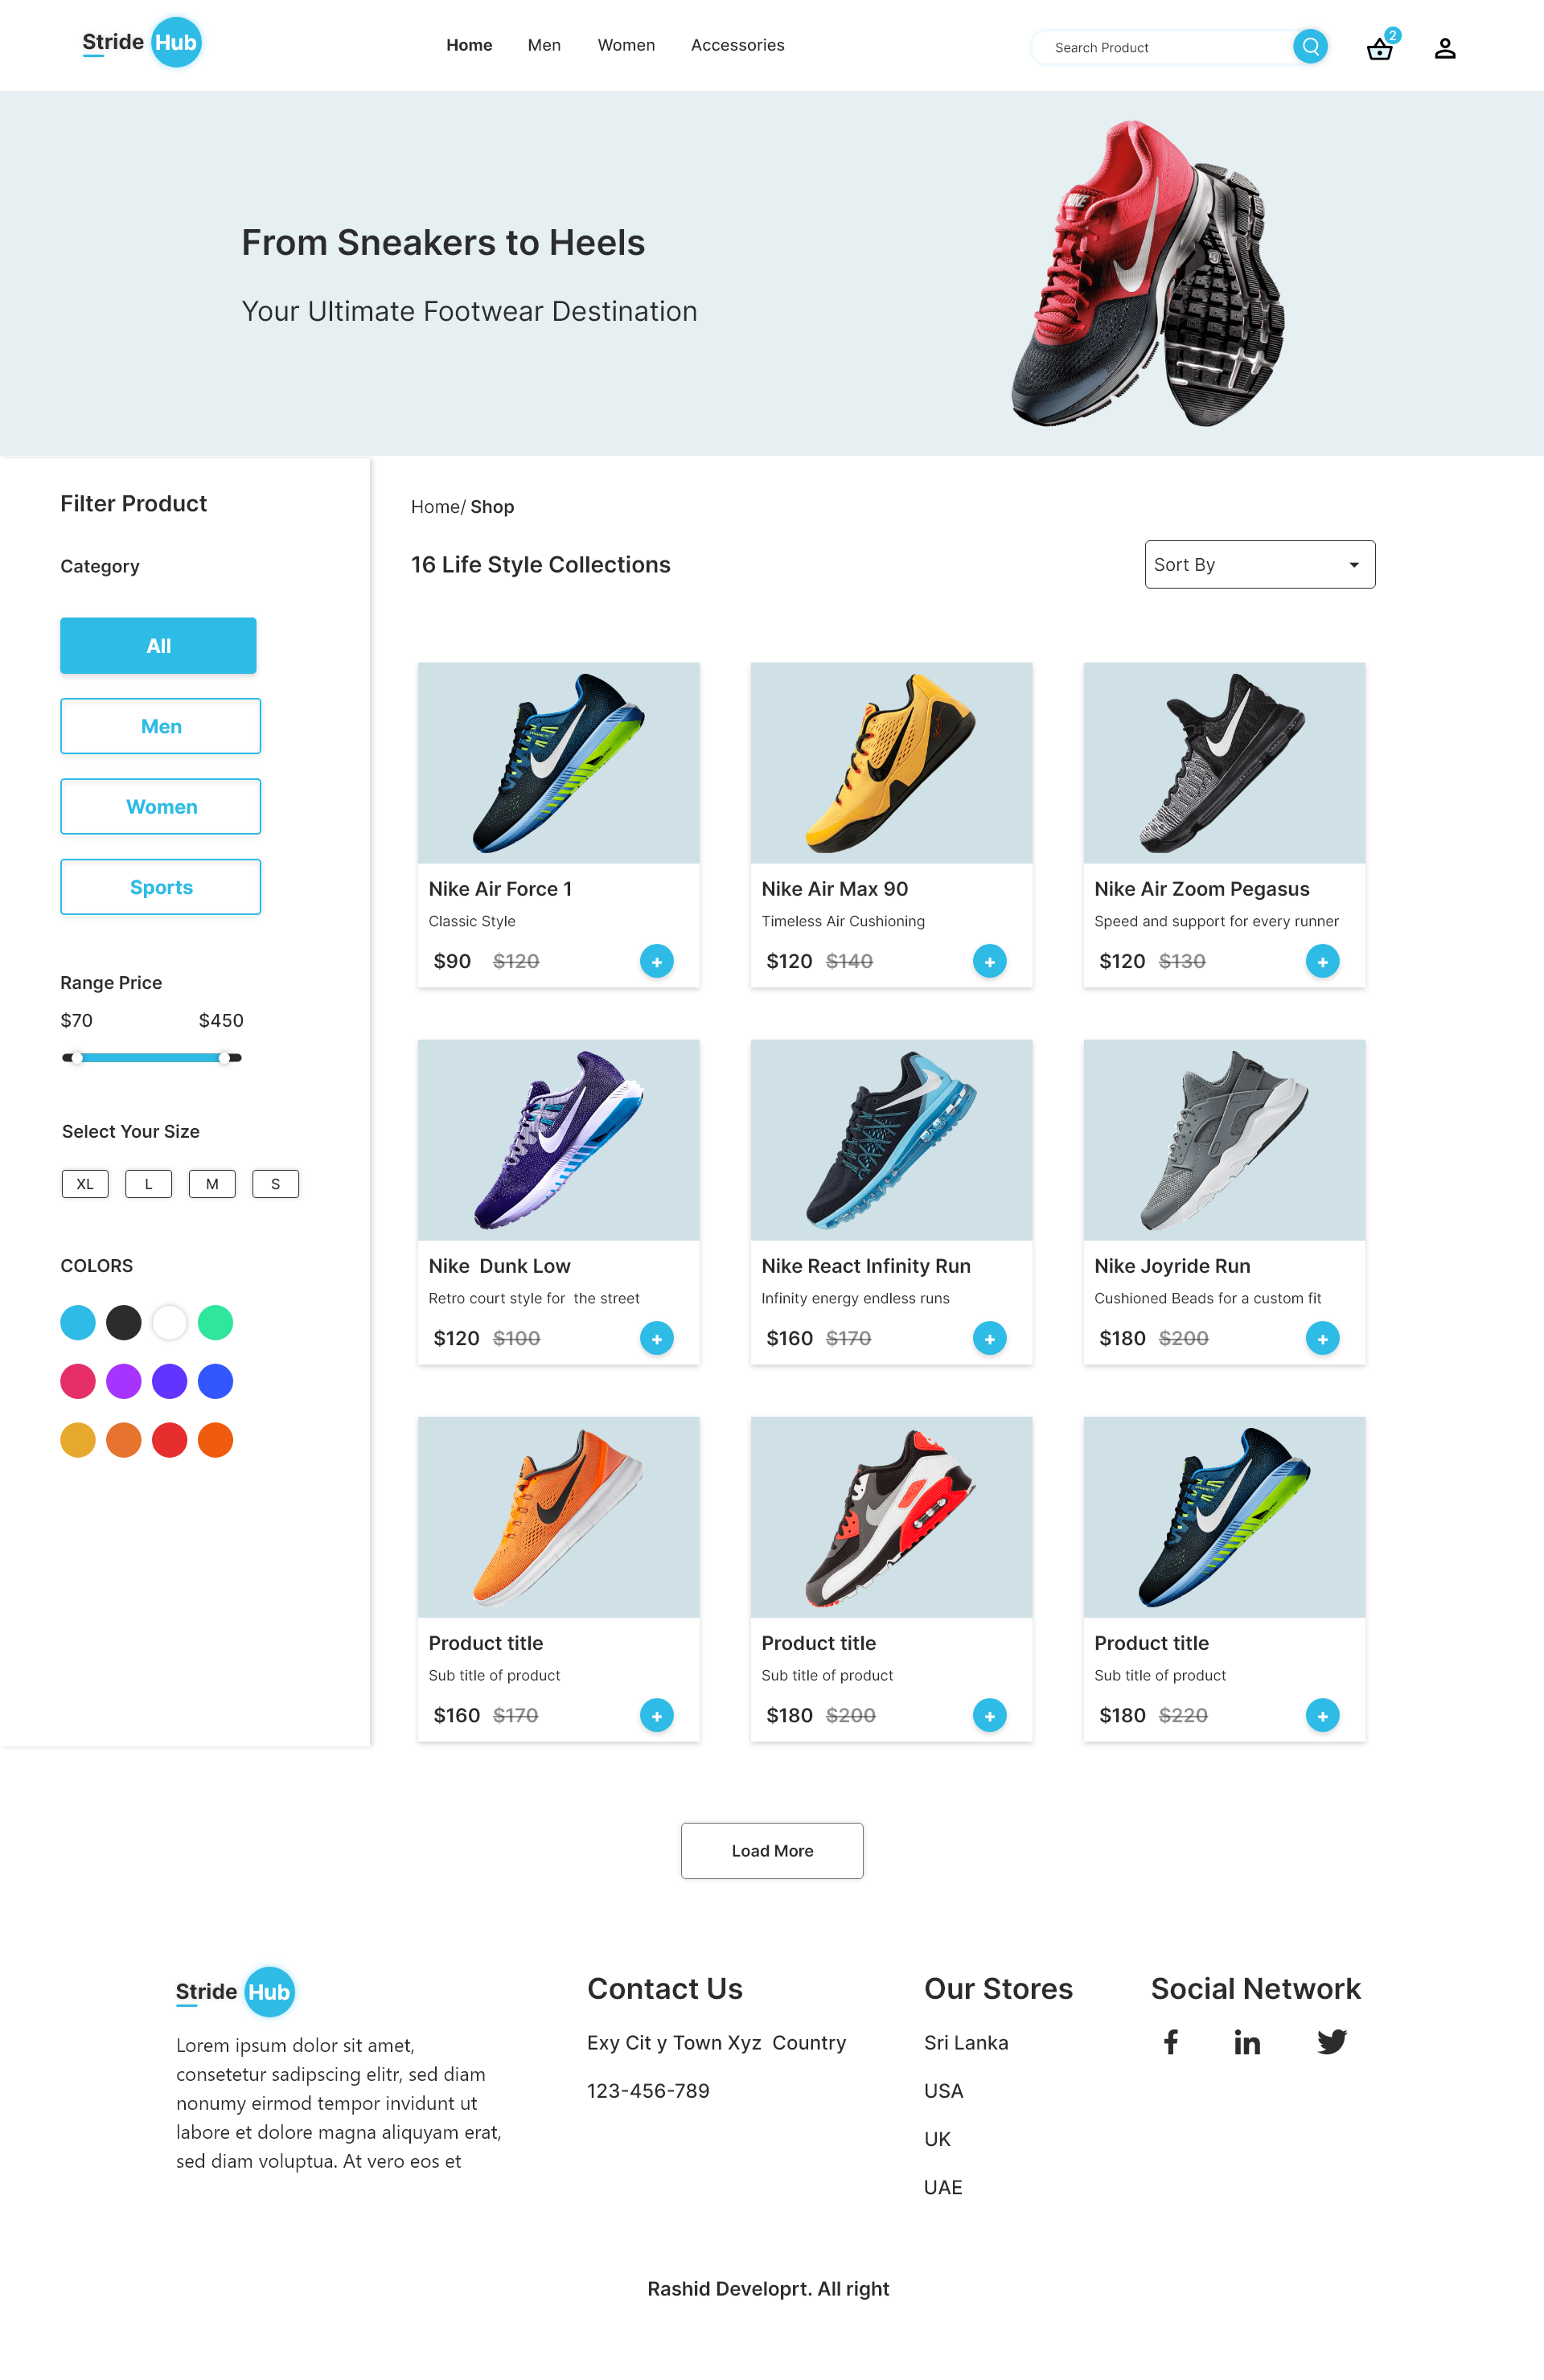 Stride Hub
Home Men Women Accessories
Search Product
2
NIKE
From Sneakers to Heels
Your Ultimate Footwear Destination
Filter Product
Category
All
Men
Women
Sports
Range Price
$70 $450
Select Your Size
XL L M S
COLORS
Home/ Shop
16 Life Style Collections
Sort By
Nike Air Force 1
Classic Style
$90 $120
+
Nike Air Max 90
Timeless Air Cushioning
$120 $140
+
Nike Air Zoom Pegasus
Speed and support for every runner
$120 $130
+
Nike  Dunk Low
Retro court style for  the street
$120 $100
+
Nike React Infinity Run
Infinity energy endless runs
$160 $170
+
Nike Joyride Run
Cushioned Beads for a custom fit
$180 $200
+
Product title
Sub title of product
$160 $170
+
Product title
Sub title of product
$180 $200
+
Product title
Sub title of product
$180 $220
+
Load More
Stride Hub
Lorem ipsum dolor sit amet,
consetetur sadipscing elitr, sed diam
nonumy eirmod tempor invidunt ut
labore et dolore magna aliquyam erat,
sed diam voluptua. At vero eos et
Contact Us
Exy Cit y Town Xyz  Country
123-456-789
Our Stores
Sri Lanka
USA
UK
UAE
Social Network
Rashid Developrt. All right